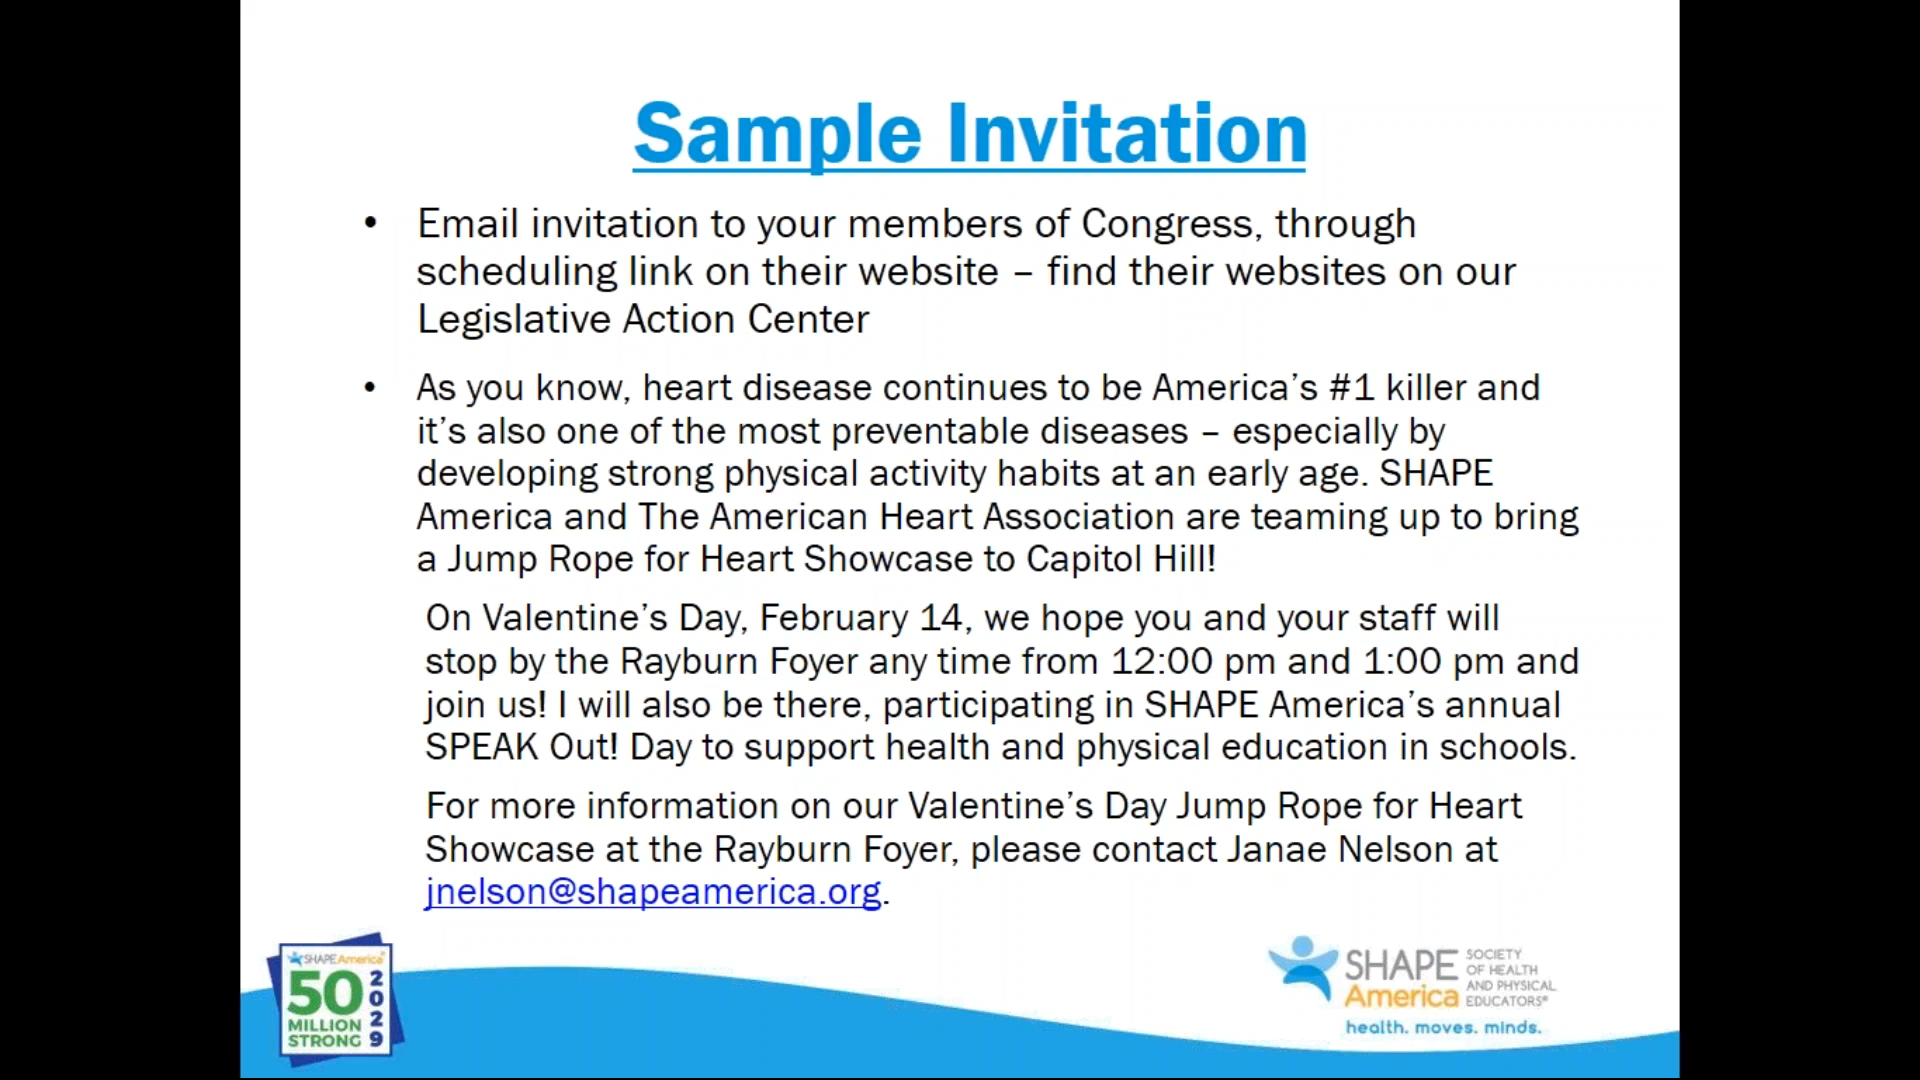 Sample Invitation
• Email invitation to your members of Congress, through
scheduling link on their website – find their websites on our
Legislative Action Center
• As you know, heart disease continues to be America’s #1 killer and
it’s also one of the most preventable diseases – especially by
developing strong physical activity habits at an early age. SHAPE
America and The American Heart Association are teaming up to bring
a Jump Rope for Heart Showcase to Capitol Hill!
On Valentine’s Day, February 14, we hope you and your staff will
stop by the Rayburn Foyer any time from 12:00 pm and 1:00 pm and
join us! I will also be there, participating in SHAPE America’s annual
SPEAK Out! Day to support health and physical education in schools.
For more information on our Valentine’s Day Jump Rope for Heart
Showcase at the Rayburn Foyer, please contact Janae Nelson at
jnelson@shapeamerica.org.
SHAPE America®
50
MILLION
STRONG
2029
SHAPE
America
SOCIETY
OF HEALTH
AND PHYSICAL
EDUCATORS®
health. moves. minds.